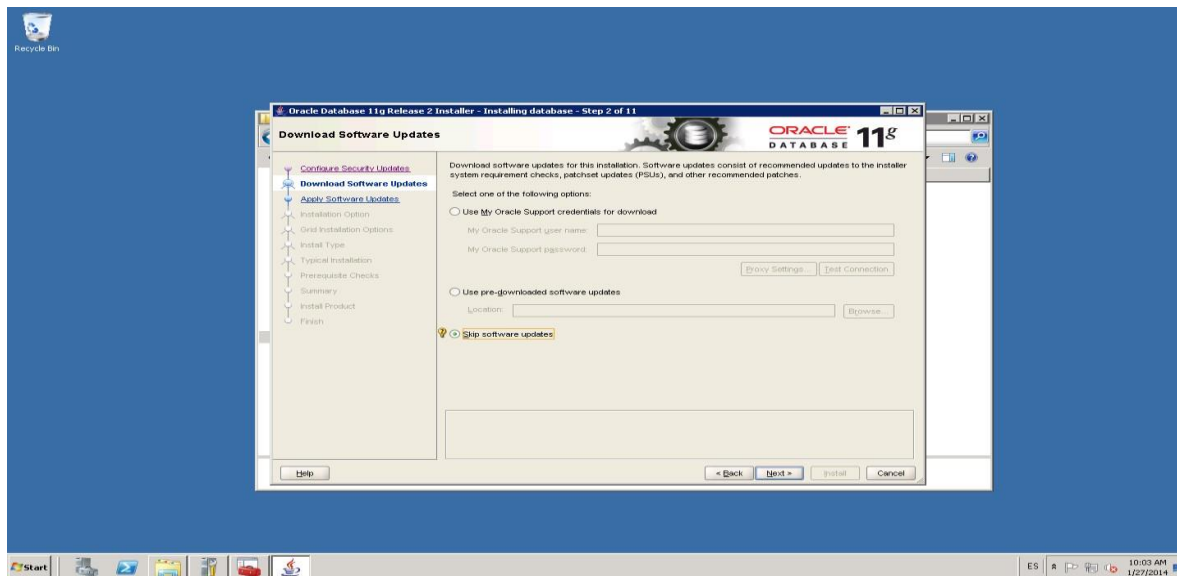 Recycle Bin
Oracle Database 11g Release 2 Installer - Installing database - Step 2 of 11
Download Software Updates
ORACLE 11g
DATABASE
Configure Security Updates
Download Software Updates
Apply Software Updates
Installation Option
Grid Installation Options
Install Type
Typical Installation
Prerequisite Checks
Summary
Install Product
Finish
Download software updates for this installation. Software updates consist of recommended updates to the installer
system requirement checks, patchset updates (PSUs), and other recommended patches.
Select one of the following options:
Use My Oracle Support credentials for download
My Oracle Support user name:
My Oracle Support password:
Proxy Settings... Test Connection
Use pre-downloaded software updates
Location: Browse...
Skip software updates
Help < Back Next > Install Cancel
Start ES 10:03 AM
1/27/2014